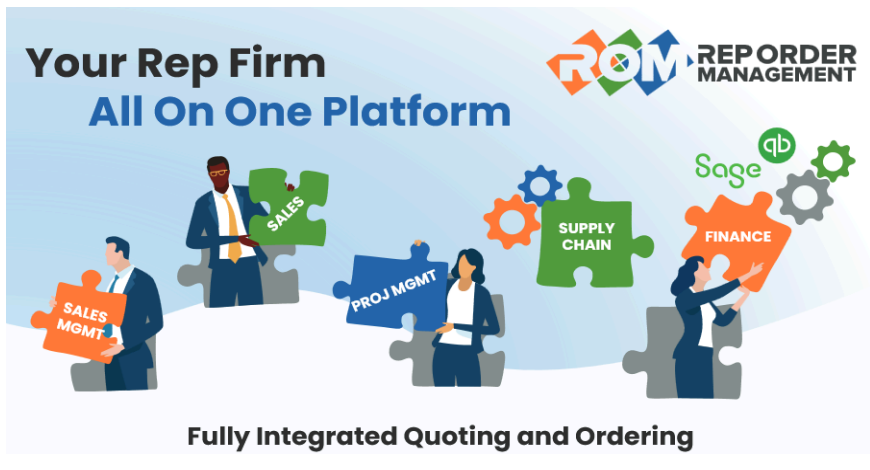 Your Rep Firm
All On One Platform
ROM
REP ORDER
MANAGEMENT
Sage
qb
SALES
SUPPLY
CHAIN
FINANCE
PROJ MGMT
SALES
MGMT
Fully Integrated Quoting and Ordering